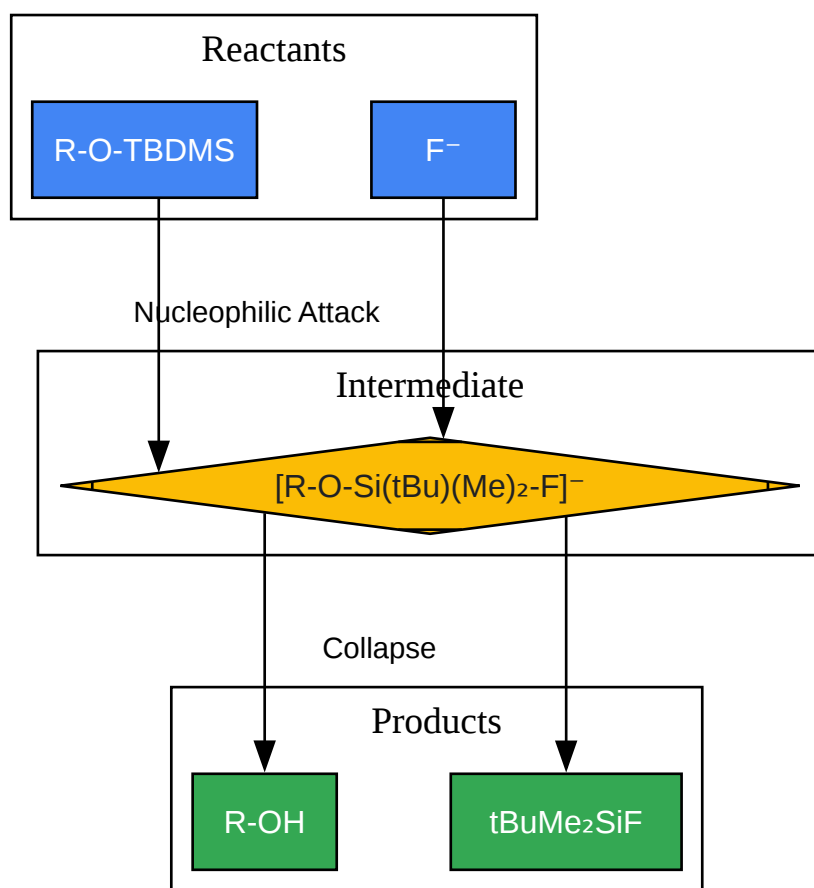 Reactants
R-O-TBDMS
F⁻
Nucleophilic Attack
Intermediate
[R-O-Si(tBu)(Me)₂-F]⁻
Collapse
Products
R-OH
tBuMe₂SiF